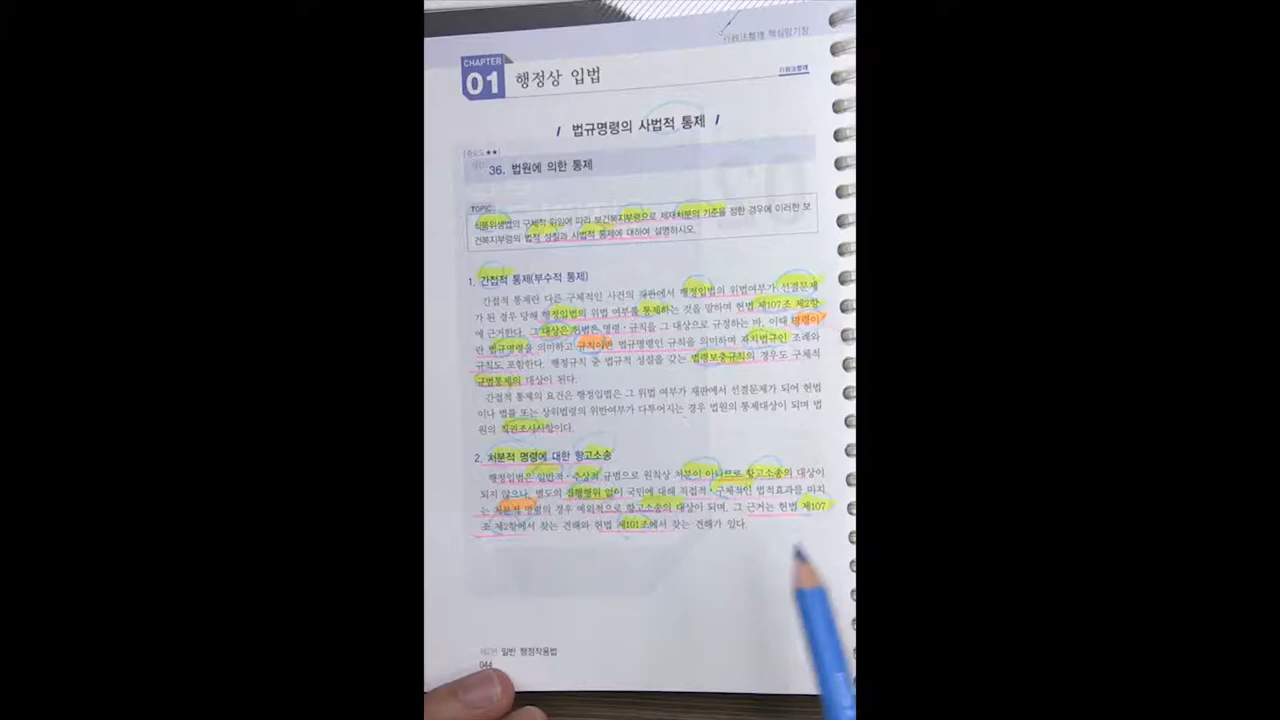 行政法整理 핵심암기장
CHAPTER
01 행정상 입법
行政法整理
/ 법규명령의 사법적 통제 /
[중요도★★]
36. 법원에 의한 통제
TOPIC
식품위생법의 구체적 위임에 따라 보건복지부령으로 제재처분의 기준을 정한 경우에 이러한 보
건복지부령의 법적 성질과 사법적 통제에 대하여 설명하시오.
1. 간접적 통제(부수적 통제)
간접적 통제란 다른 구체적인 사건의 재판에서 행정입법의 위법여부가 선결문제
가 된 경우 당해 행정입법의 위법 여부를 통제하는 것을 말하며 헌법 제107조 제2항
에 근거한다. 그 대상은 헌법은 명령·규칙을 그 대상으로 규정하는 바, 이때 명령이
란 법규명령을 의미하고 규칙이란 법규명령인 규칙을 의미하며 자치법규인 조례와
규칙도 포함한다. 행정규칙 중 법규적 성질을 갖는 법령보충규칙의 경우도 구체적
규범통제의 대상이 된다.
간접적 통제의 요건은 행정입법은 그 위법 여부가 재판에서 선결문제가 되어 헌법
이나 법률 또는 상위법령의 위반여부가 다투어지는 경우 법원의 통제대상이 되며 법
원의 직권조사사항이다.
2. 처분적 명령에 대한 항고소송
행정입법은 일반적·추상적 규범으로 원칙상 처분이 아니므로 항고소송의 대상이
되지 않으나, 별도의 집행행위 없이 국민에 대해 직접적·구체적인 법적효과를 미치
는 처분적 명령의 경우 예외적으로 항고소송의 대상이 되며, 그 근거는 헌법 제107
조 제2항에서 찾는 견해와 헌법 제101조에서 찾는 견해가 있다.
제2편 일반 행정작용법
044